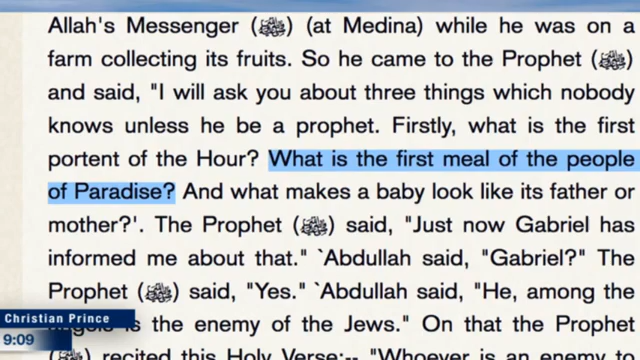 Allah's Messenger (ﷺ) (at Medina) while he was on a
farm collecting its fruits. So he came to the Prophet (ﷺ)
and said, "I will ask you about three things which nobody
knows unless he be a prophet. Firstly, what is the first
portent of the Hour? What is the first meal of the people
of Paradise? And what makes a baby look like its father or
mother?'. The Prophet (ﷺ) said, "Just now Gabriel has
informed me about that." `Abdullah said, "Gabriel?" The
Prophet (ﷺ) said, "Yes." `Abdullah said, "He, among the
angels is the enemy of the Jews." On that the Prophet
(ﷺ) recited this Holy Verse:-- "Whoever is an enemy to
Christian Prince
9:09